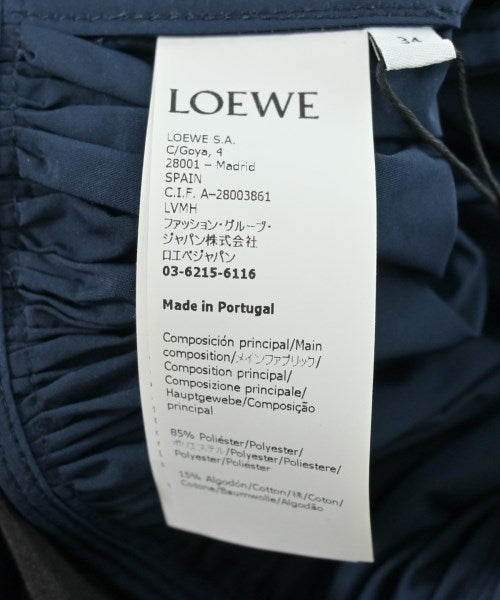 34
LOEWE
LOEWE S.A.
C/Goya, 4
28001 – Madrid
SPAIN
C.I.F. A-28003861
LVMH
ファッション・グループ・
ジャパン株式会社
ロエベジャパン
03-6215-6116
Made in Portugal
Composición principal/Main
composition/メインファブリック/
Composition principal/
Composizione principale/
Hauptgewebe/Composição
principal
85% Poliéster/Polyester/
ポリエステル/Polyester/Poliestere/
Polyester/Poliéster
15% Algodón/Cotton/綿/Coton/
Cotone/Baumwolle/Algodão